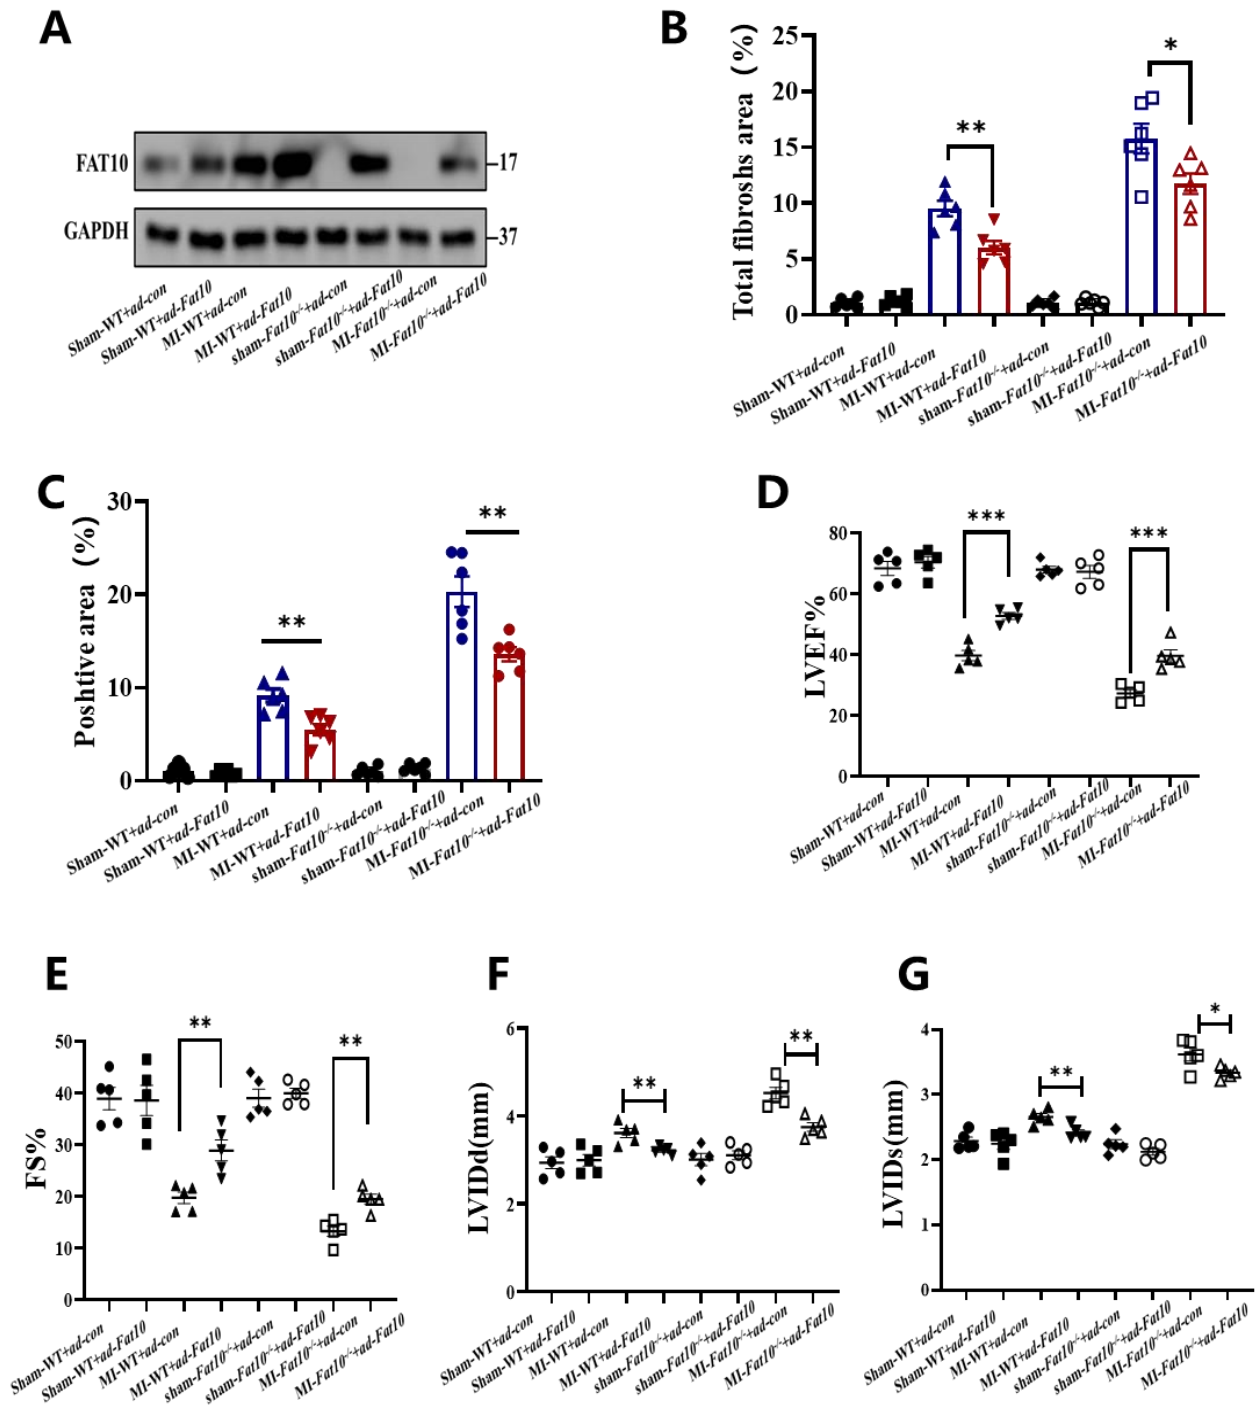 A
FAT10
–17
GAPDH
–37
Sham-WT+ad-con
Sham-WT+ad-Fat10
MI-WT+ad-con
MI-WT+ad-Fat10
sham-Fat10-/-+ad-con
sham-Fat10-/-+ad-Fat10
MI-Fat10-/-+ad-con
MI-Fat10-/-+ad-Fat10
B
Total fibroshs area (%)
25
20
15
10
5
0
**
*
Sham-WT+ad-con
Sham-WT+ad-Fat10
MI-WT+ad-con
MI-WT+ad-Fat10
sham-Fat10-/-+ad-con
sham-Fat10-/-+ad-Fat10
MI-Fat10-/-+ad-con
MI-Fat10-/-+ad-Fat10
C
Poshtive area (%)
30
20
10
0
**
**
Sham-WT+ad-con
Sham-WT+ad-Fat10
MI-WT+ad-con
MI-WT+ad-Fat10
sham-Fat10-/-+ad-con
sham-Fat10-/-+ad-Fat10
MI-Fat10-/-+ad-con
MI-Fat10-/-+ad-Fat10
D
LVEF%
80
60
40
20
0
***
***
Sham-WT+ad-con
Sham-WT+ad-Fat10
MI-WT+ad-con
MI-WT+ad-Fat10
sham-Fat10-/-+ad-con
sham-Fat10-/-+ad-Fat10
MI-Fat10-/-+ad-con
MI-Fat10-/-+ad-Fat10
E
FS%
50
40
30
20
10
0
**
**
Sham-WT+ad-con
Sham-WT+ad-Fat10
MI-WT+ad-con
MI-WT+ad-Fat10
sham-Fat10-/-+ad-con
sham-Fat10-/-+ad-Fat10
MI-Fat10-/-+ad-con
MI-Fat10-/-+ad-Fat10
F
LVIDd(mm)
6
4
2
0
**
**
Sham-WT+ad-con
Sham-WT+ad-Fat10
MI-WT+ad-con
MI-WT+ad-Fat10
sham-Fat10-/-+ad-con
sham-Fat10-/-+ad-Fat10
MI-Fat10-/-+ad-con
MI-Fat10-/-+ad-Fat10
G
LVIDs(mm)
4
3
2
1
0
**
*
Sham-WT+ad-con
Sham-WT+ad-Fat10
MI-WT+ad-con
MI-WT+ad-Fat10
sham-Fat10-/-+ad-con
sham-Fat10-/-+ad-Fat10
MI-Fat10-/-+ad-con
MI-Fat10-/-+ad-Fat10